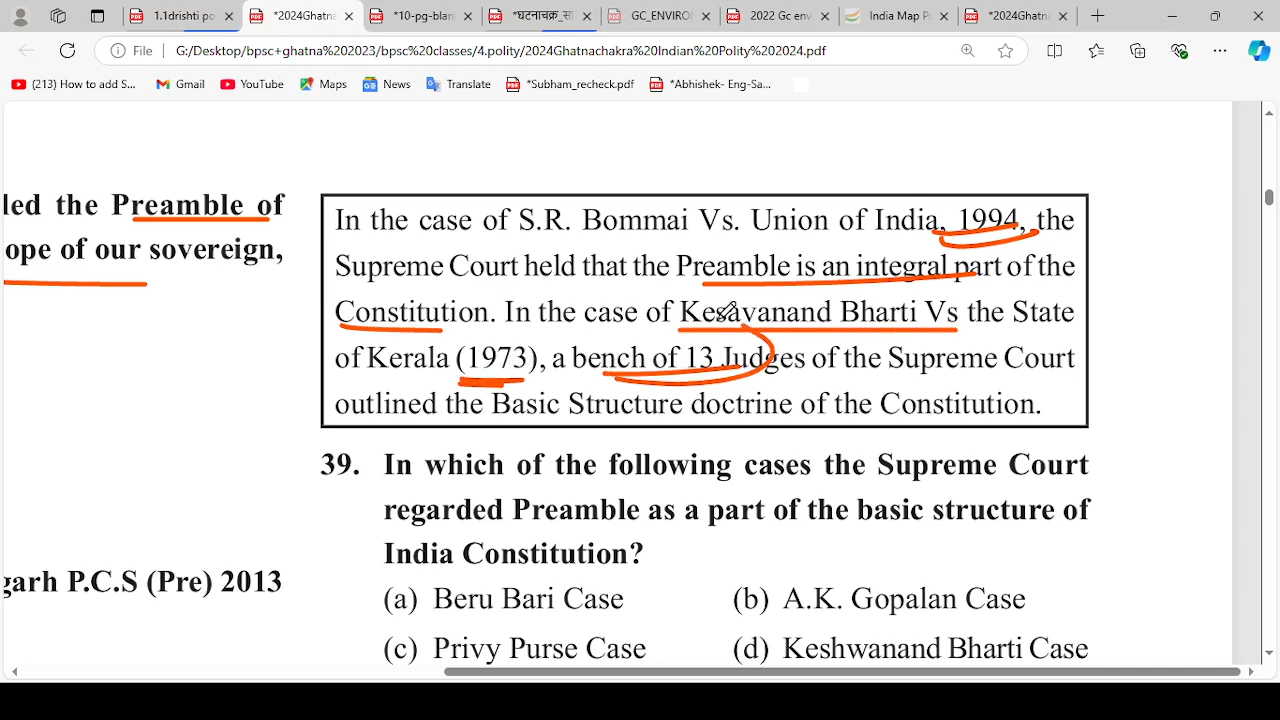 1.1drishti po
*2024Ghatna
*10-pg-blan
*घटनाचक्र_सा
GC_ENVIRO
2022 Gc env
India Map P
*2024Ghatna
File
G:/Desktop/bpsc+ghatna%202023/bpsc%20classes/4.polity/2024Ghatnachakra%20Indian%20Polity%202024.pdf
(213) How to add S...
Gmail
YouTube
Maps
News
Translate
*Subham_recheck.pdf
*Abhishek- Eng-Sa...
led the Preamble of
ope of our sovereign,
garh P.C.S (Pre) 2013
In the case of S.R. Bommai Vs. Union of India, 1994, the
Supreme Court held that the Preamble is an integral part of the
Constitution. In the case of Kesavanand Bharti Vs the State
of Kerala (1973), a bench of 13 Judges of the Supreme Court
outlined the Basic Structure doctrine of the Constitution.
39. In which of the following cases the Supreme Court
regarded Preamble as a part of the basic structure of
India Constitution?
(a) Beru Bari Case (b) A.K. Gopalan Case
(c) Privy Purse Case (d) Keshwanand Bharti Case